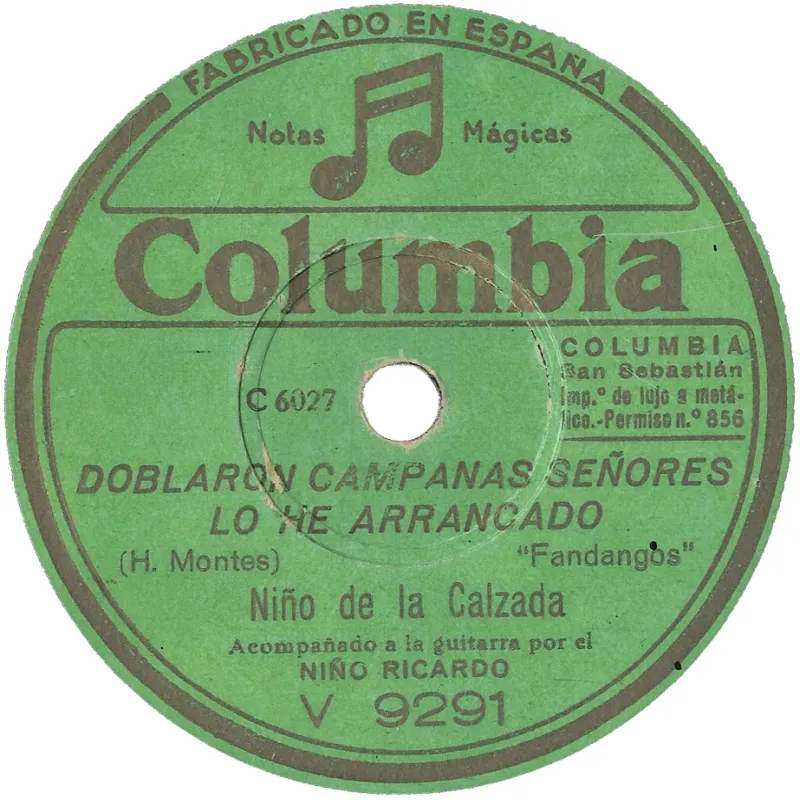 FABRICADO EN ESPAÑA
Notas Mágicas
Columbia
COLUMBIA
San Sebastián
Imp.º de lujo a metá-
lico.-Permiso n.º 856
C 6027
DOBLARON CAMPANAS SEÑORES
LO HE ARRANCADO
(H. Montes) "Fandangos"
Niño de la Calzada
Acompañado a la guitarra por el
NIÑO RICARDO
V 9291